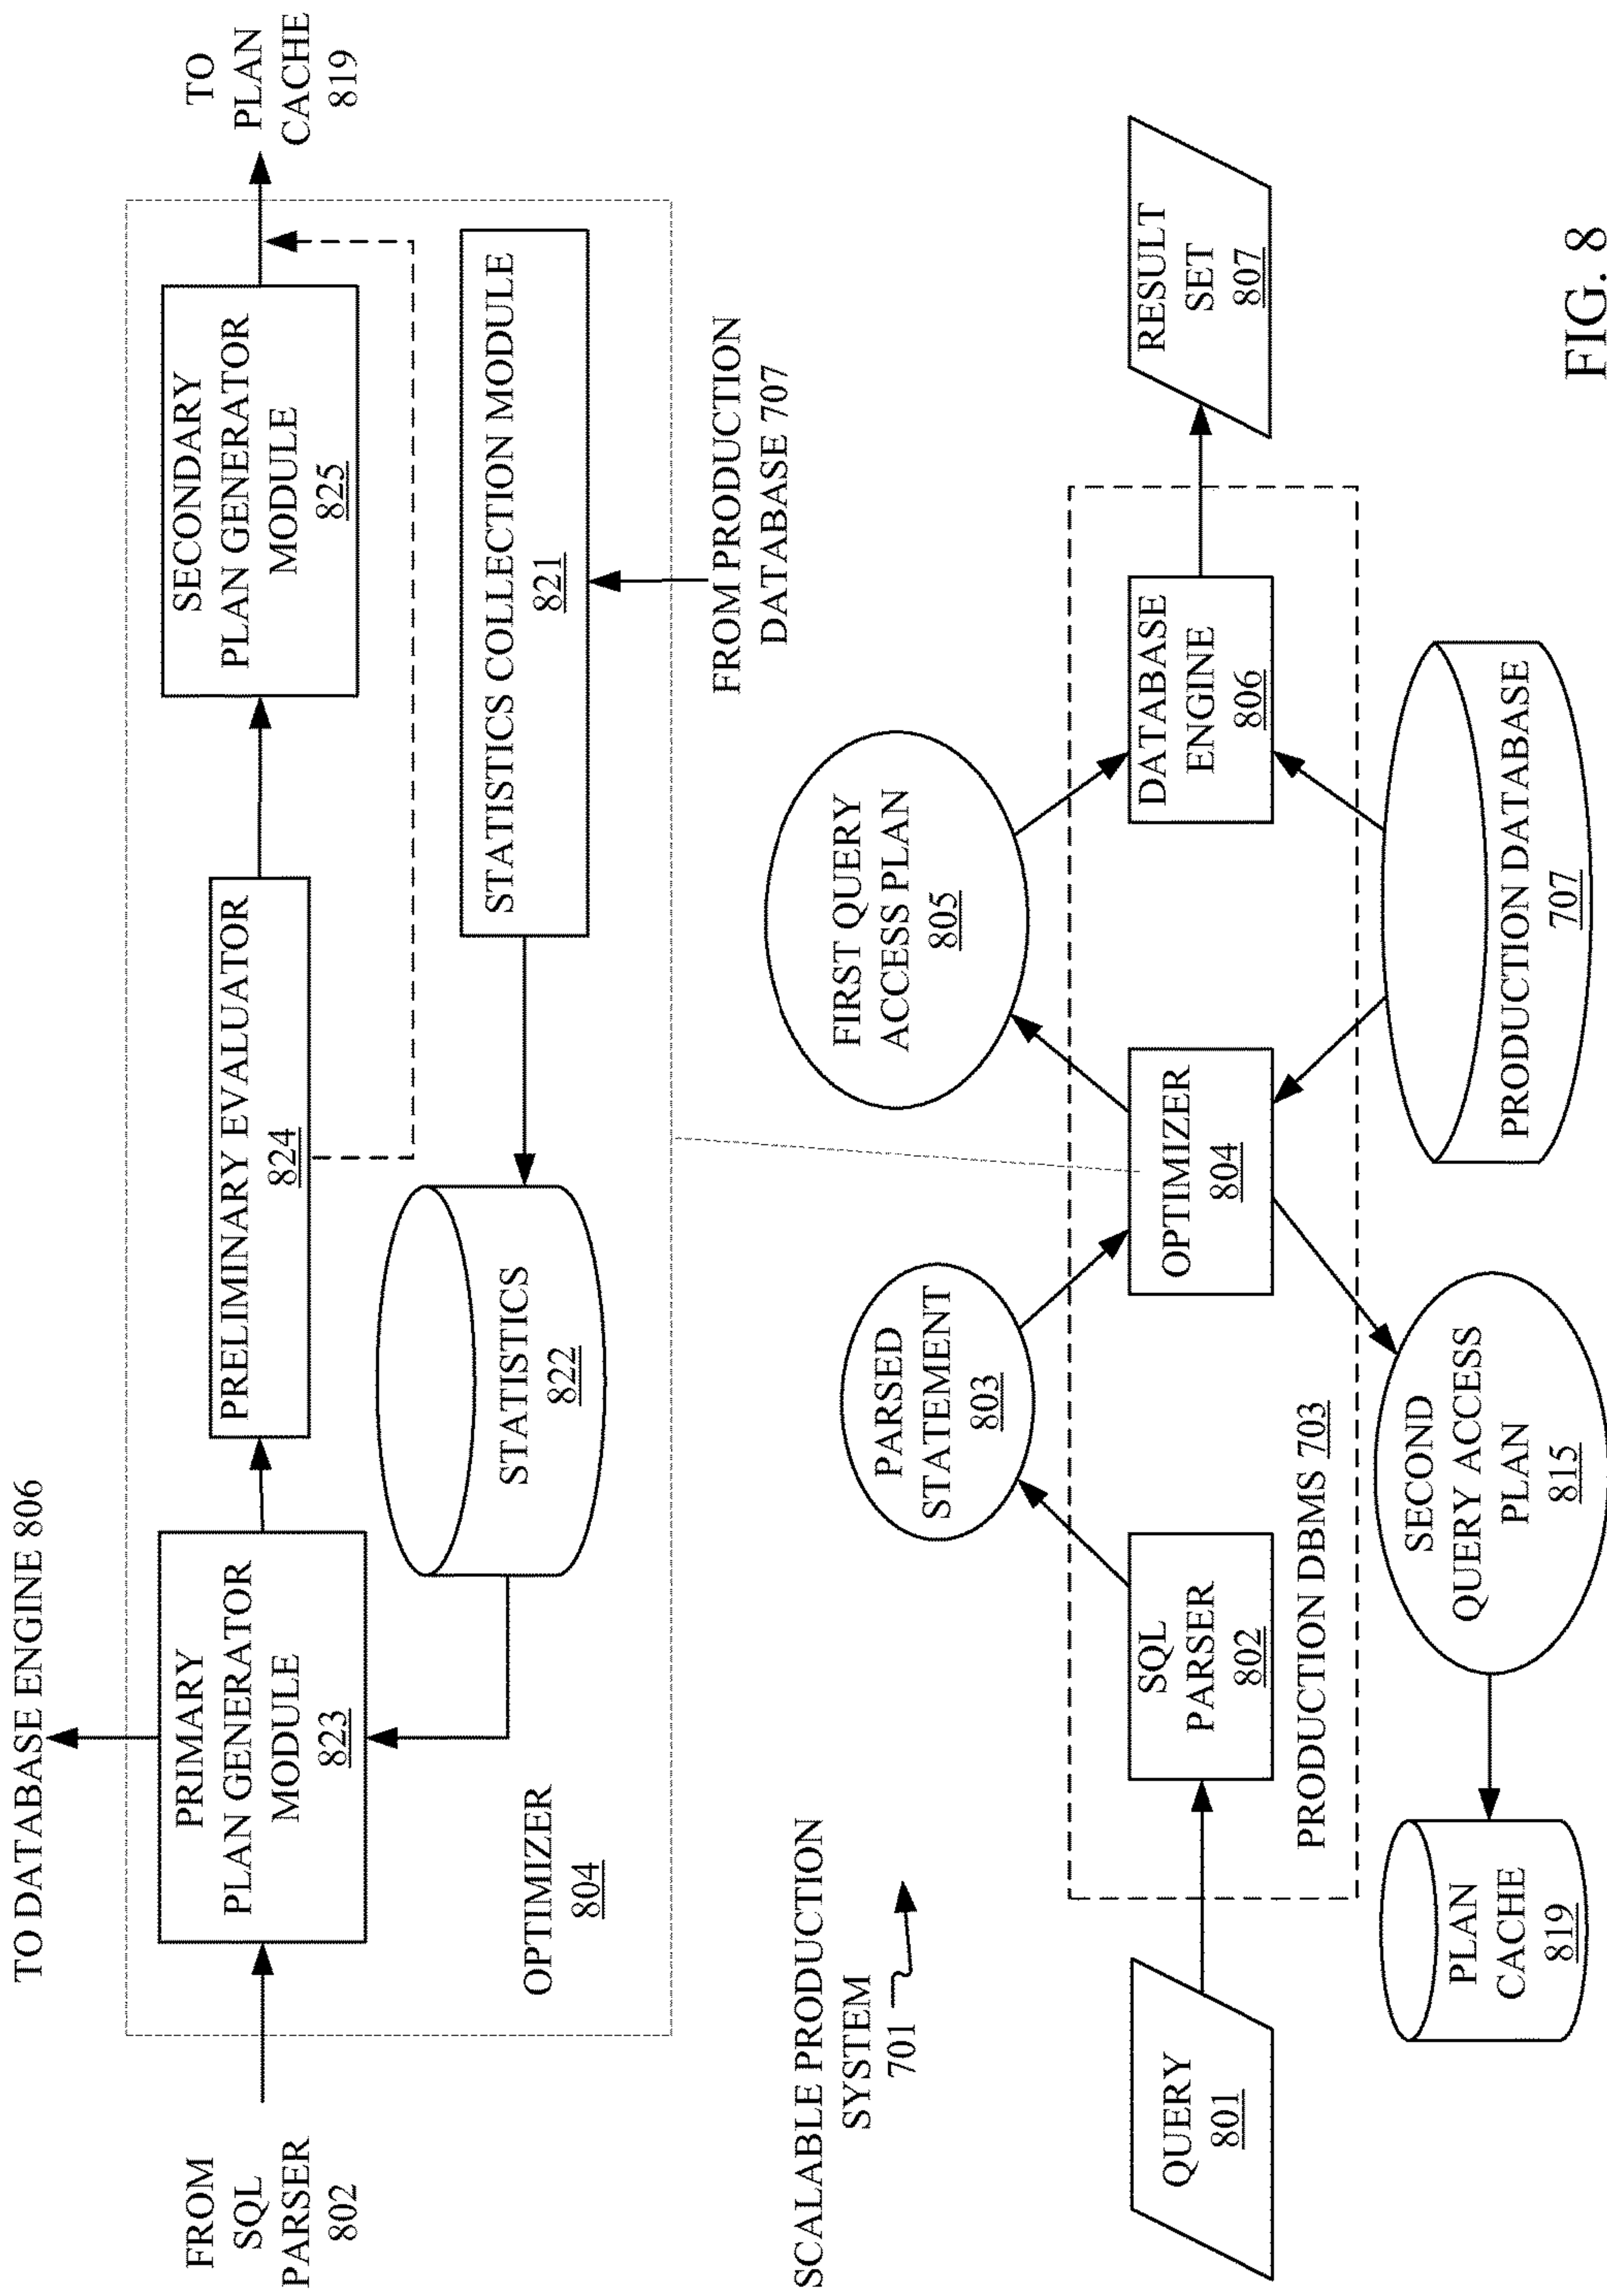 TO DATABASE ENGINE 806
FROM
SQL
PARSER
802
PRIMARY
PLAN GENERATOR
MODULE
823
PRELIMINARY EVALUATOR
824
SECONDARY
PLAN GENERATOR
MODULE
825
TO
PLAN
CACHE
819
OPTIMIZER
804
STATISTICS
822
STATISTICS COLLECTION MODULE
821
FROM PRODUCTION
DATABASE 707
SCALABLE PRODUCTION
SYSTEM
701
PARSED
STATEMENT
803
FIRST QUERY
ACCESS PLAN
805
QUERY
801
SQL
PARSER
802
OPTIMIZER
804
DATABASE
ENGINE
806
RESULT
SET
807
PRODUCTION DBMS 703
PLAN
CACHE
819
SECOND
QUERY ACCESS
PLAN
815
PRODUCTION DATABASE
707
FIG. 8